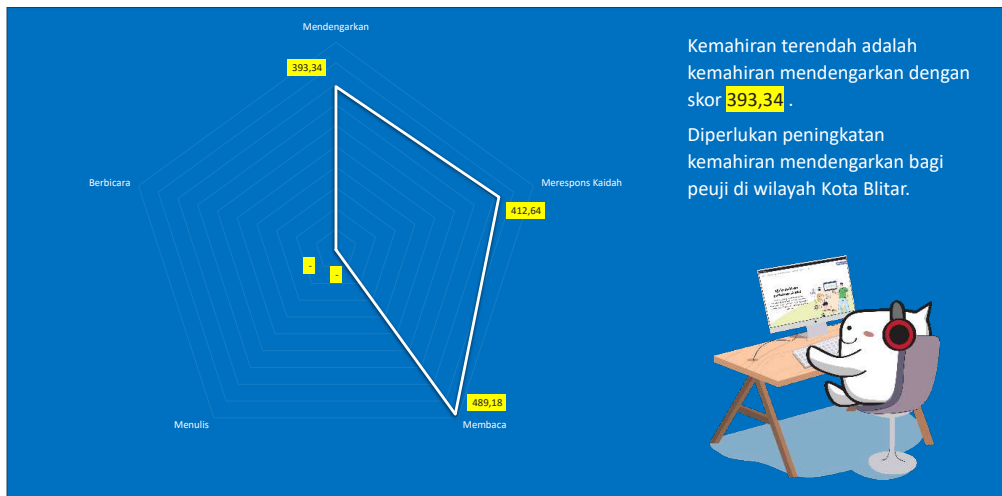 Mendengarkan
393,34
Berbicara
Merespons Kaidah
412,64
-
-
489,18
Menulis
Membaca
Kemahiran terendah adalah
kemahiran mendengarkan dengan
skor 393,34 .
Diperlukan peningkatan
kemahiran mendengarkan bagi
peuji di wilayah Kota Blitar.